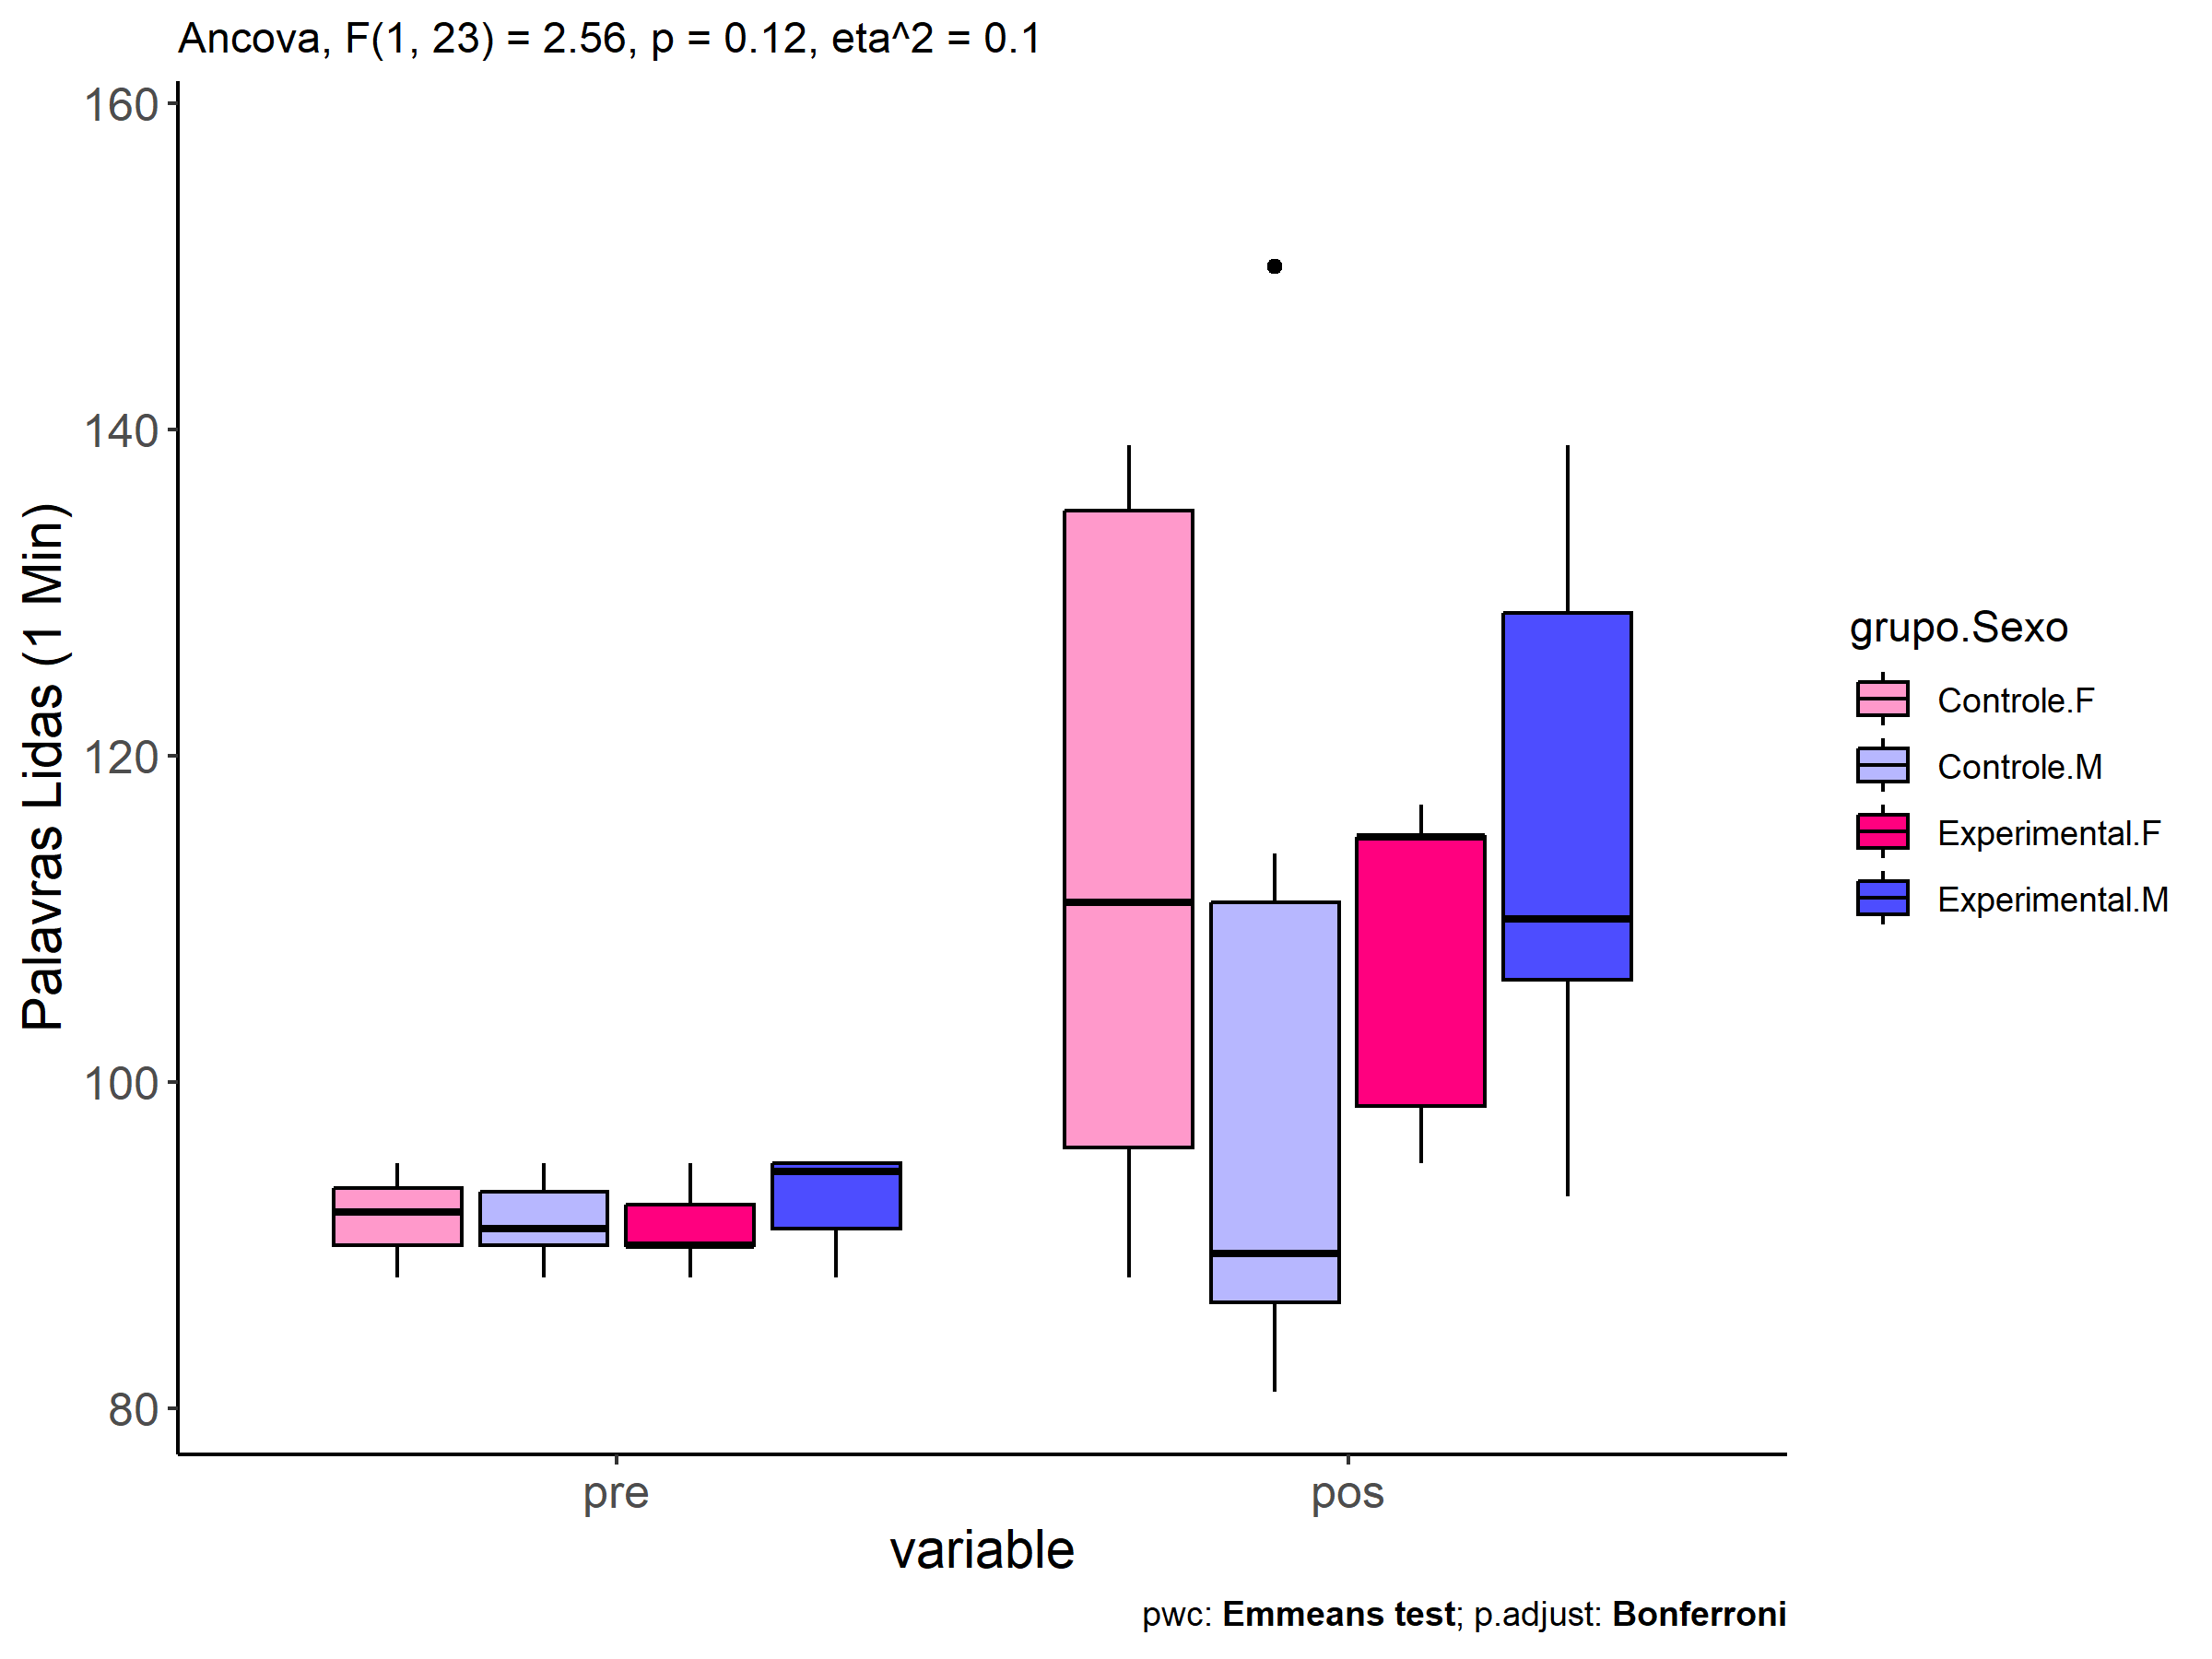 Ancova, F(1, 23) = 2.56, p = 0.12, eta^2 = 0.1
160
140
120
100
80
Palavras Lidas (1 Min)
pre
pos
variable
grupo.Sexo
Controle.F
Controle.M
Experimental.F
Experimental.M
pwc: Emmeans test; p.adjust: Bonferroni